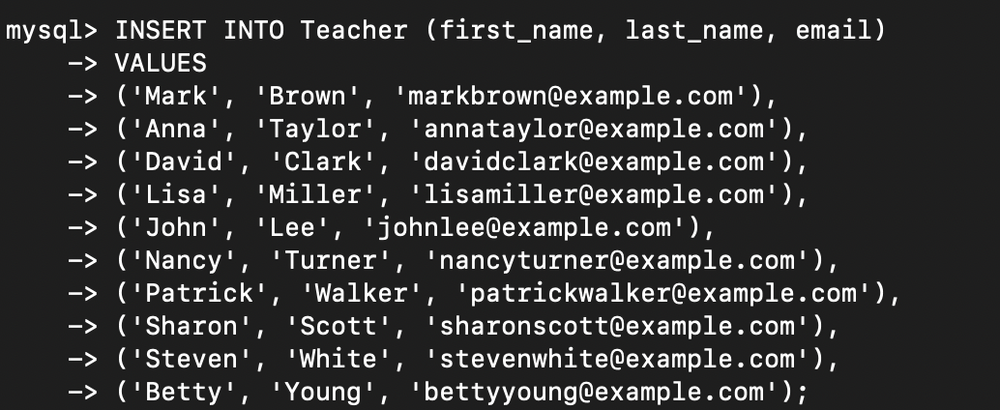 mysql> INSERT INTO Teacher (first_name, last_name, email)
    -> VALUES
    -> ('Mark', 'Brown', 'markbrown@example.com'),
    -> ('Anna', 'Taylor', 'annataylor@example.com'),
    -> ('David', 'Clark', 'davidclark@example.com'),
    -> ('Lisa', 'Miller', 'lisamiller@example.com'),
    -> ('John', 'Lee', 'johnlee@example.com'),
    -> ('Nancy', 'Turner', 'nancyturner@example.com'),
    -> ('Patrick', 'Walker', 'patrickwalker@example.com'),
    -> ('Sharon', 'Scott', 'sharonscott@example.com'),
    -> ('Steven', 'White', 'stevenwhite@example.com'),
    -> ('Betty', 'Young', 'bettyyoung@example.com');